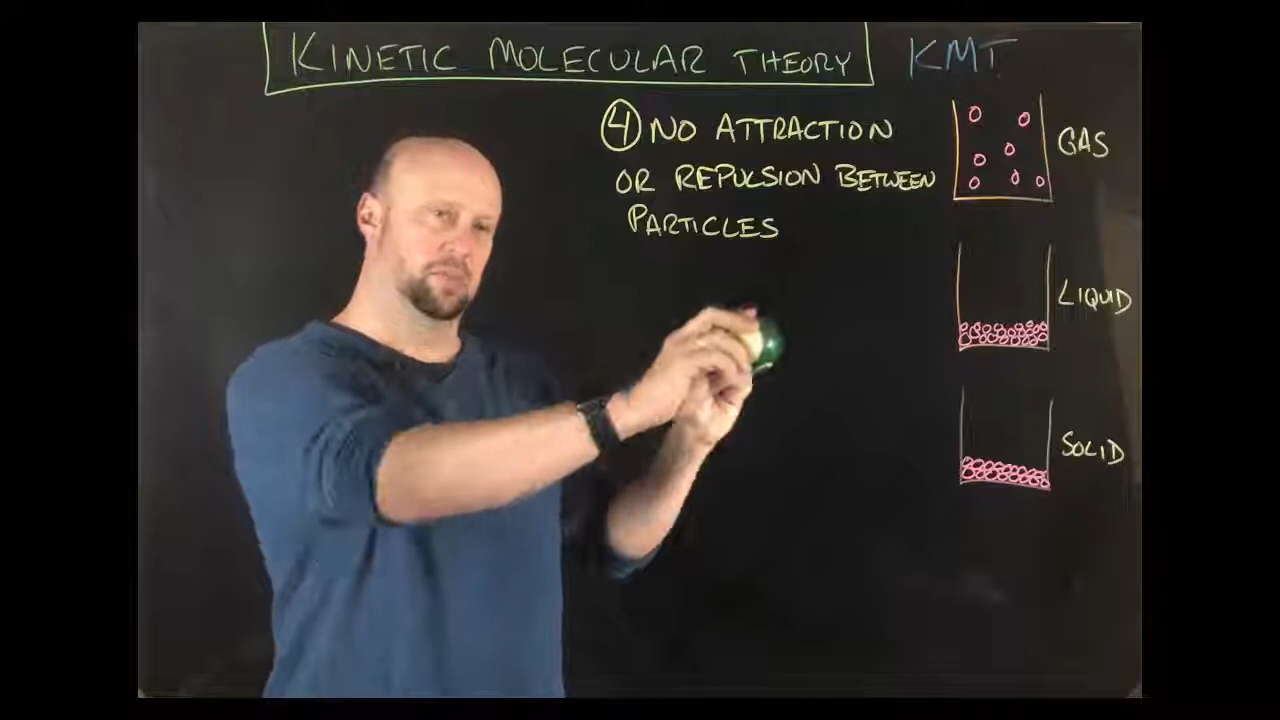 KINETIC MOLECULAR THEORY KMT
④ NO ATTRACTION
OR REPULSION BETWEEN
PARTICLES
GAS
LIQUID
SOLID